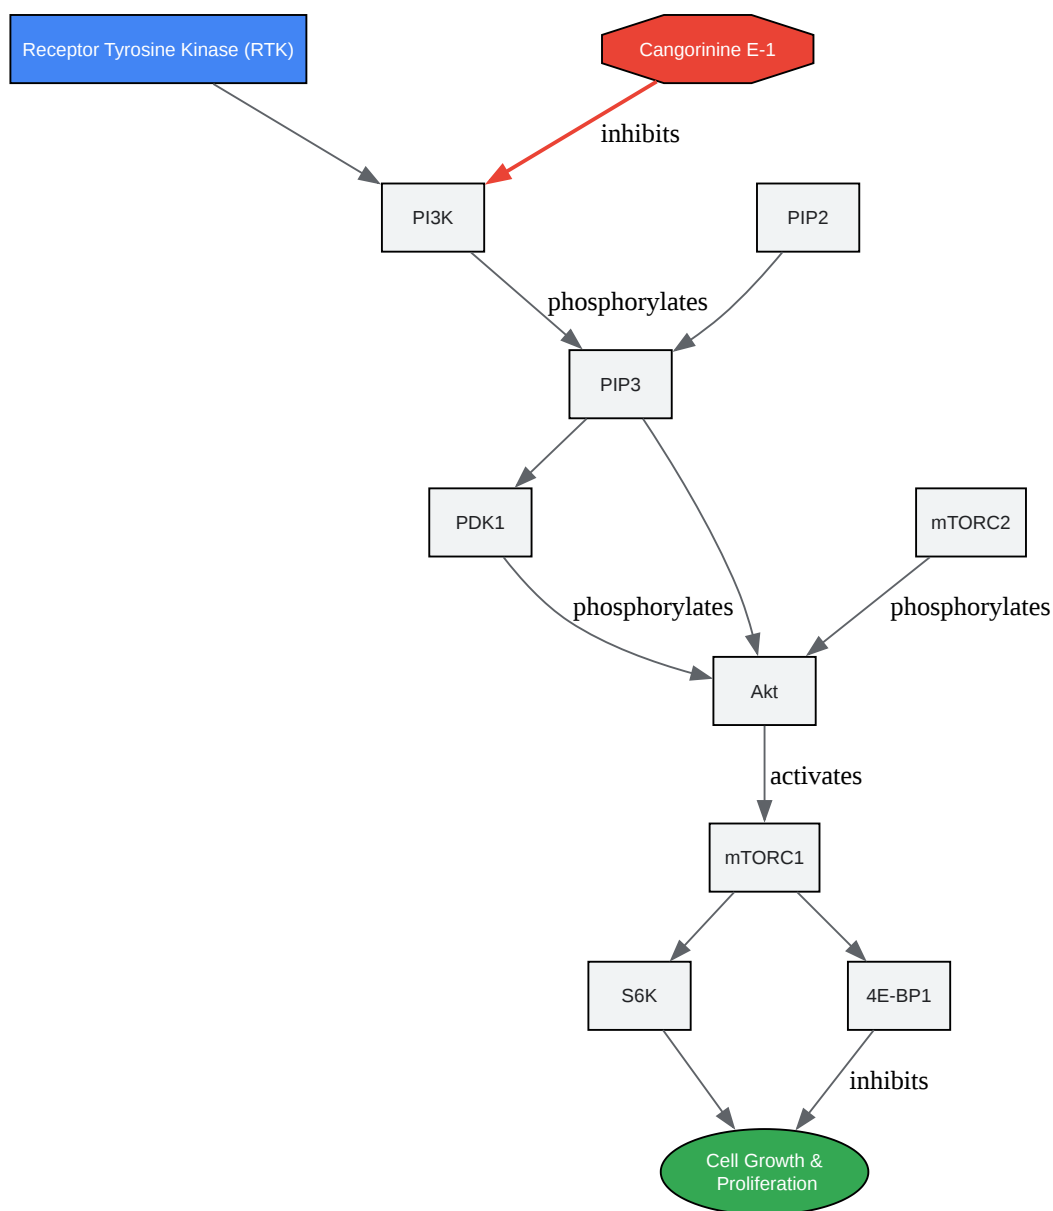 Receptor Tyrosine Kinase (RTK)
Cangorinine E-1
inhibits
PI3K
PIP2
phosphorylates
PIP3
PDK1
mTORC2
phosphorylates
phosphorylates
Akt
activates
mTORC1
S6K
4E-BP1
inhibits
Cell Growth &
Proliferation